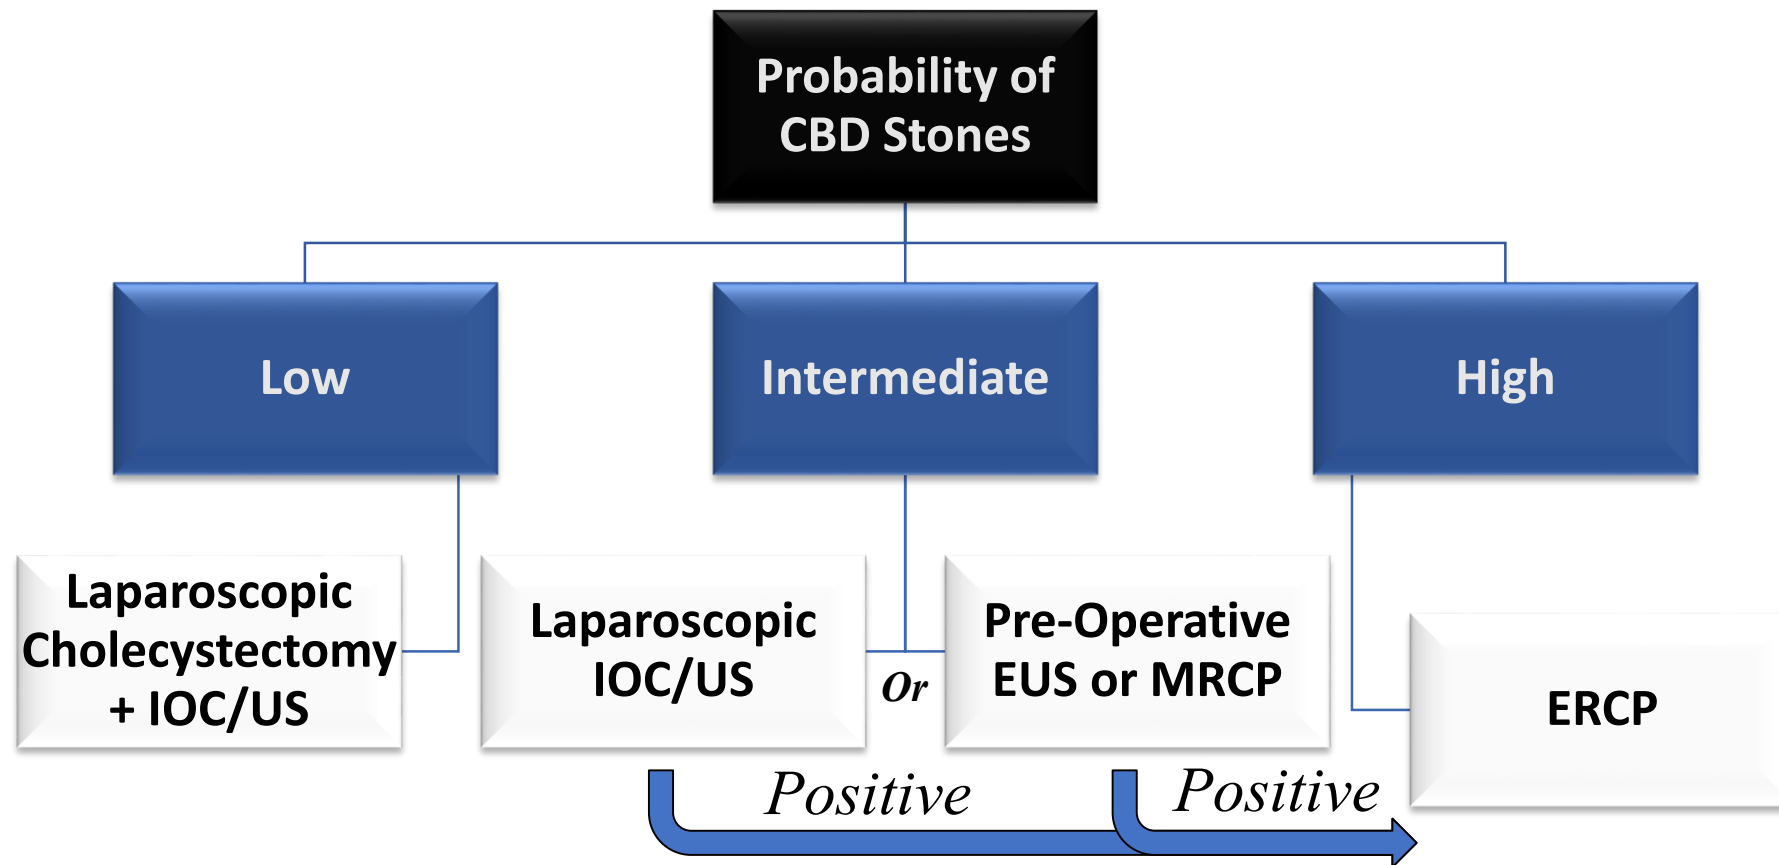 Probability of
CBD Stones
Low
Intermediate
High
Laparoscopic
Cholecystectomy
+ IOC/US
Laparoscopic
IOC/US
Or
Pre-Operative
EUS or MRCP
ERCP
Positive
Positive